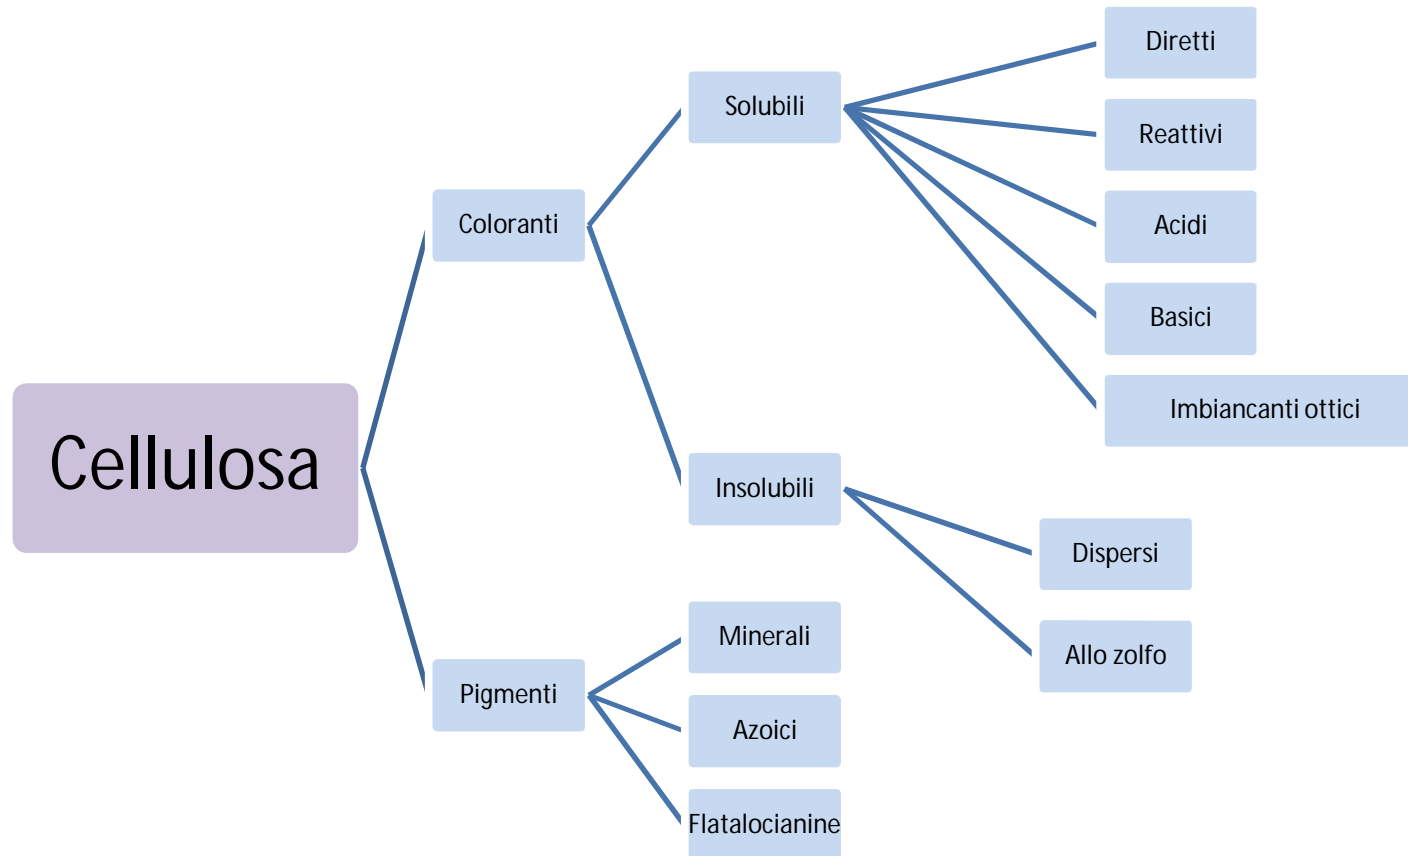 Cellulosa
Coloranti
Solubili
Diretti
Reattivi
Acidi
Basici
Imbiancanti ottici
Insolubili
Dispersi
Allo zolfo
Pigmenti
Minerali
Azoici
Flatalocianine